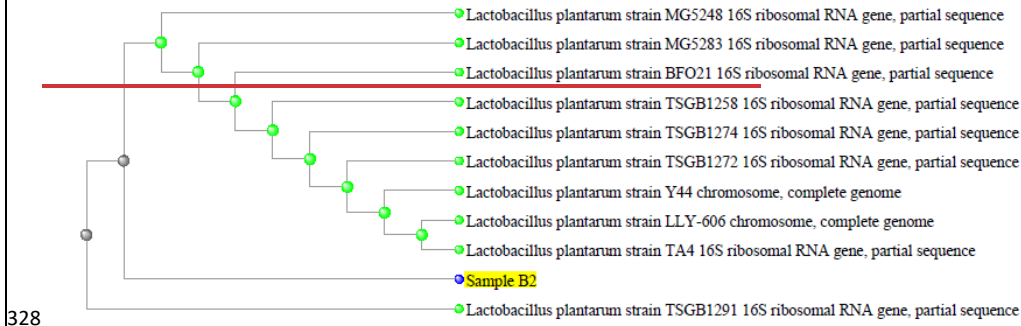 Lactobacillus plantarum strain MG5248 16S ribosomal RNA gene, partial sequence
Lactobacillus plantarum strain MG5283 16S ribosomal RNA gene, partial sequence
Lactobacillus plantarum strain BFO21 16S ribosomal RNA gene, partial sequence
Lactobacillus plantarum strain TSGB1258 16S ribosomal RNA gene, partial sequence
Lactobacillus plantarum strain TSGB1274 16S ribosomal RNA gene, partial sequence
Lactobacillus plantarum strain TSGB1272 16S ribosomal RNA gene, partial sequence
Lactobacillus plantarum strain Y44 chromosome, complete genome
Lactobacillus plantarum strain LLY-606 chromosome, complete genome
Lactobacillus plantarum strain TA4 16S ribosomal RNA gene, partial sequence
Sample B2
Lactobacillus plantarum strain TSGB1291 16S ribosomal RNA gene, partial sequence
328